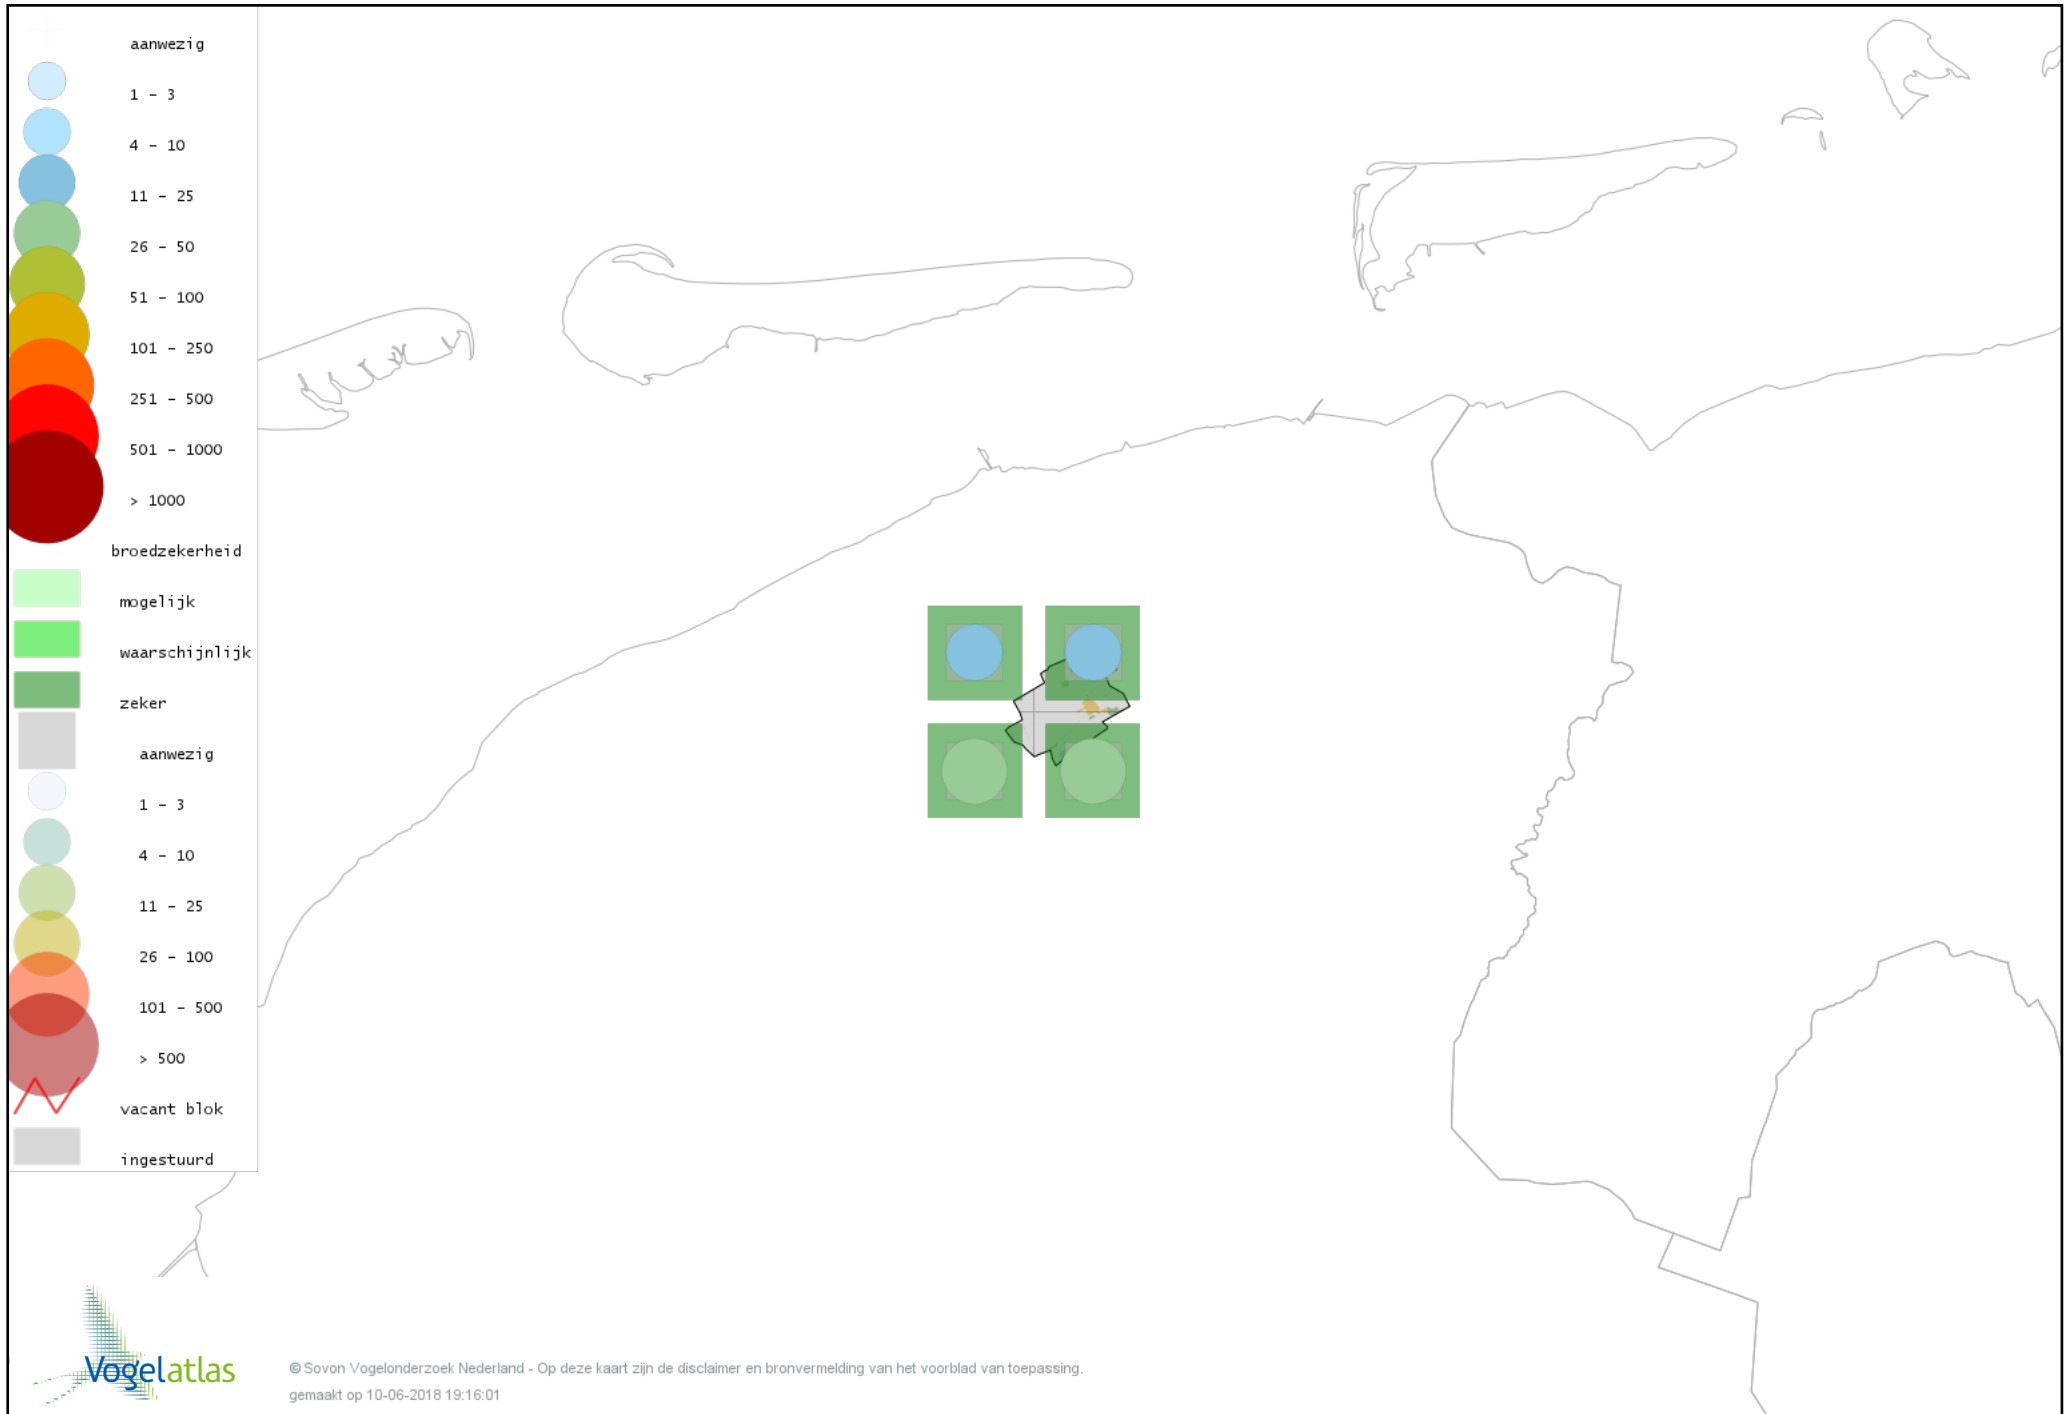 aanwezig
1 - 3
4 - 10
11 - 25
26 - 50
51 - 100
101 - 250
251 - 500
501 - 1000
> 1000
broedzekerheid
mogelijk
waarschijnlijk
zeker
aanwezig
1 - 3
4 - 10
11 - 25
26 - 100
101 - 500
> 500
vacant blok
ingestuurd
Vogelatlas
© Sovon Vogelonderzoek Nederland - Op deze kaart zijn de disclaimer en bronvermelding van het voorblad van toepassing.
gemaakt op 10-06-2018 19:16:01